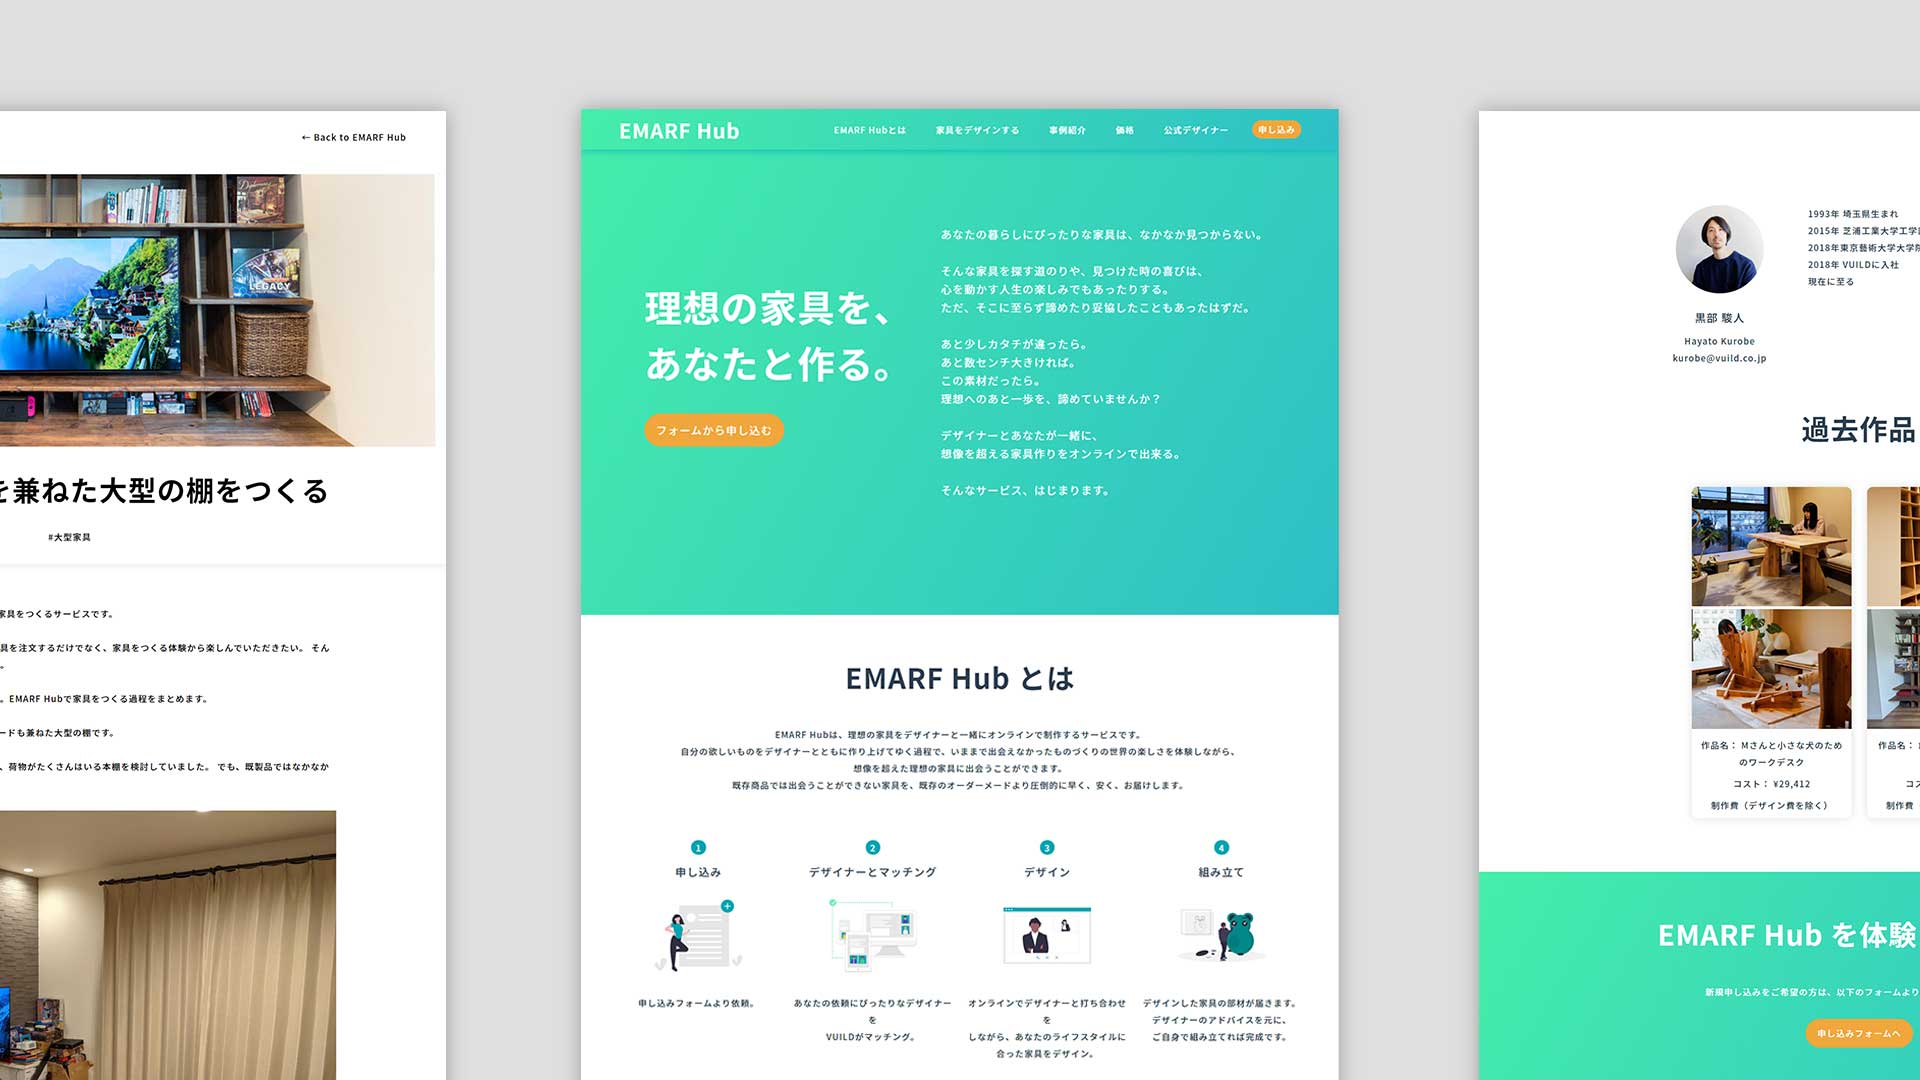 ← Back to EMARF Hub
LEGACY
を兼ねた大型の棚をつくる
#大型家具
家具をつくるサービスです。
具を注文するだけでなく、家具をつくる体験から楽しんでいただきたい。 そん
。
。EMARF Hubで家具をつくる過程をまとめます。
ードも兼ねた大型の棚です。
、荷物がたくさんはいる本棚を検討していました。 でも、既製品ではなかなか
EMARF Hub
EMARF Hubとは
家具をデザインする
事例紹介
価格
公式デザイナー
申し込み
理想の家具を、
あなたと作る。
フォームから申し込む
あなたの暮らしにぴったりな家具は、なかなか見つからない。
そんな家具を探す道のりや、見つけた時の喜びは、
心を動かす人生の楽しみでもあったりする。
ただ、そこに至らず諦めたり妥協したこともあったはずだ。
あと少しカタチが違ったら。
あと数センチ大きければ。
この素材だったら。
理想へのあと一歩を、諦めていませんか？
デザイナーとあなたが一緒に、
想像を超える家具作りをオンラインで出来る。
そんなサービス、はじまります。
EMARF Hub とは
EMARF Hubは、理想の家具をデザイナーと一緒にオンラインで制作するサービスです。
自分の欲しいものをデザイナーとともに作り上げてゆく過程で、いままで出会えなかったものづくりの世界の楽しさを体験しながら、
想像を超えた理想の家具に出会うことができます。
既存商品では出会うことができない家具を、既存のオーダーメードより圧倒的に早く、安く、お届けします。
1
申し込み
申し込みフォームより依頼。
2
デザイナーとマッチング
あなたの依頼にぴったりなデザイナー
を
VUILDがマッチング。
3
デザイン
オンラインでデザイナーと打ち合わせ
を
しながら、あなたのライフスタイルに
合った家具をデザイン。
4
組み立て
デザインした家具の部材が届きます。
デザイナーのアドバイスを元に、
ご自身で組み立てれば完成です。
1993年 埼玉県生まれ
2015年 芝浦工業大学工学
2018年東京藝術大学大学院
2018年 VUILDに入社
現在に至る
黒部 駿人
Hayato Kurobe
kurobe@vuild.co.jp
過去作品
作品名： Mさんと小さな犬のため
のワークデスク
コスト： ¥29,412
制作費（デザイン費を除く）
作品名：
コス
制作費
EMARF Hub を体験
新規申し込みをご希望の方は、以下のフォームより
申し込みフォームへ